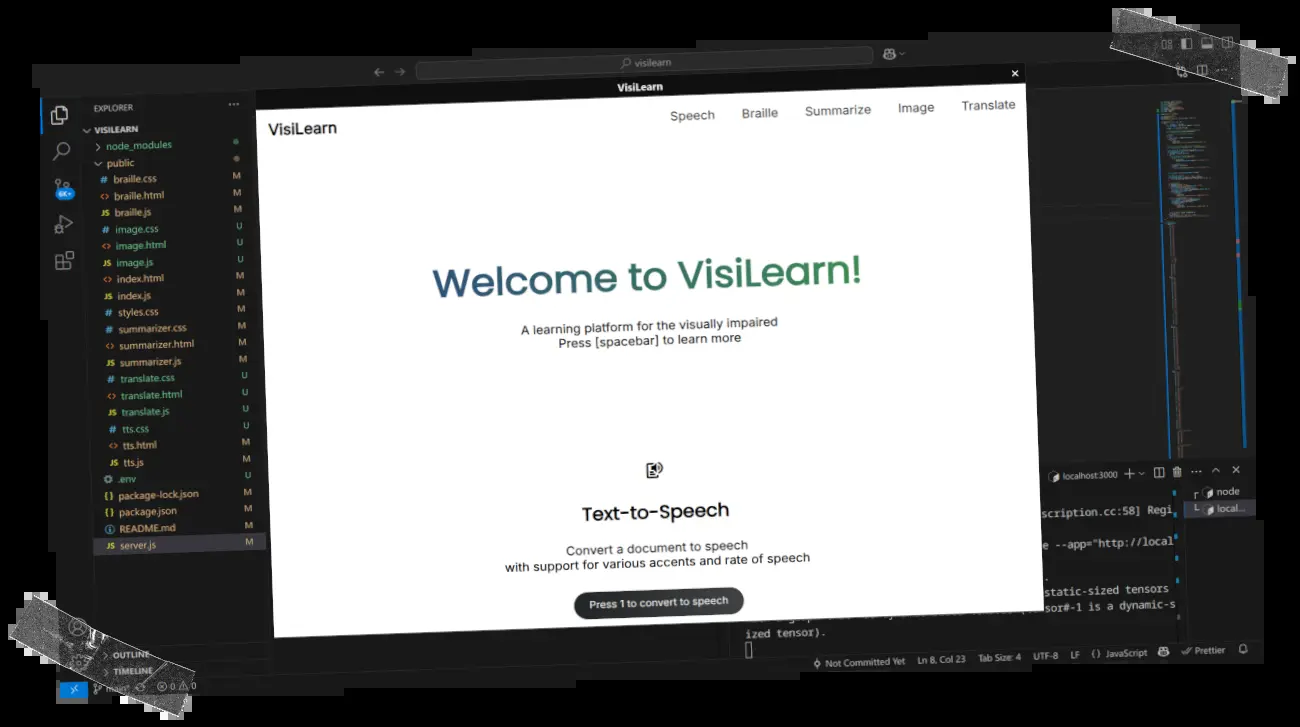 visilearn
VisiLearn
EXPLORER
VISILEARN
node_modules
public
# braille.css M
<> braille.html M
JS braille.js M
# image.css U
<> image.html U
JS image.js U
<> index.html M
JS index.js M
# styles.css M
# summarizer.css M
<> summarizer.html M
JS summarizer.js M
# translate.css U
<> translate.html U
JS translate.js U
# tts.css U
<> tts.html M
JS tts.js M
.env U
{} package-lock.json M
{} package.json M
README.md M
JS server.js M
OUTLINE
TIMELINE
6K+
VisiLearn
Speech Braille Summarize Image Translate
Welcome to VisiLearn!
A learning platform for the visually impaired
Press [spacebar] to learn more
Text-to-Speech
Convert a document to speech
with support for various accents and rate of speech
Press 1 to convert to speech
localhost:3000
node
local...
scription.cc:58] Regi
e --app="http://local
static-sized tensors
sor#-1 is a dynamic-s
ized tensor).
main* 0 0
Not Committed Yet Ln 8, Col 23 Tab Size: 4 UTF-8 LF {} JavaScript Prettier